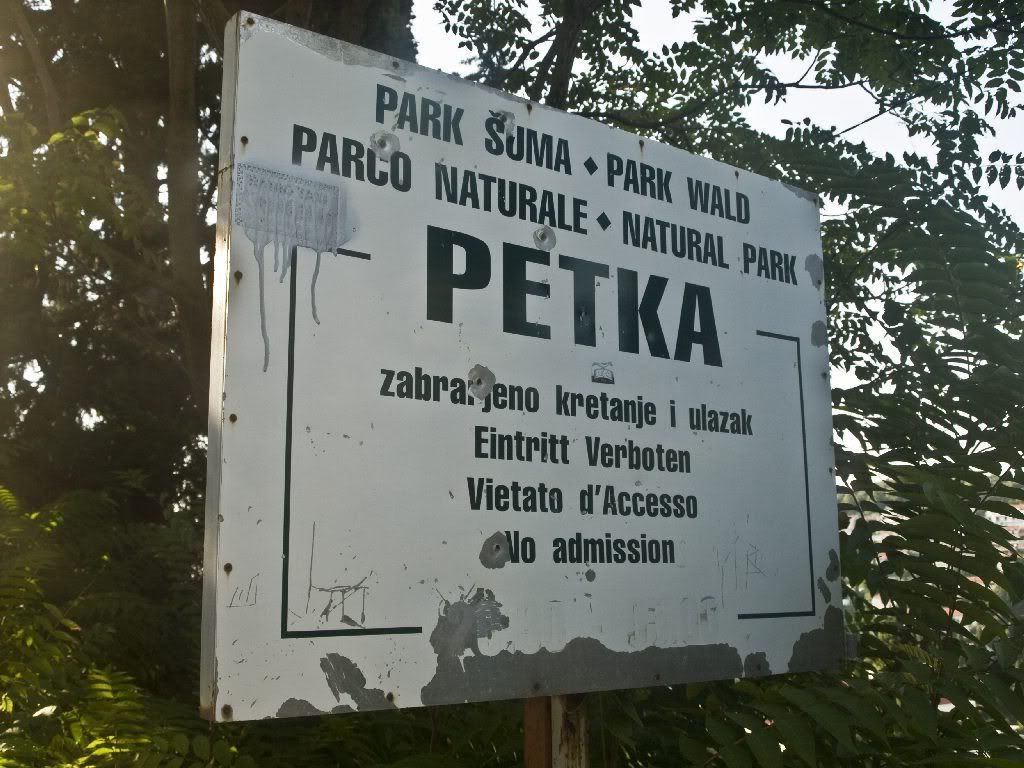 PARK ŠUMA ◆ PARK WALD
PARCO NATURALE ◆ NATURAL PARK
PETKA
zabranjeno kretanje i ulazak
Eintritt Verboten
Vietato d'Accesso
No admission